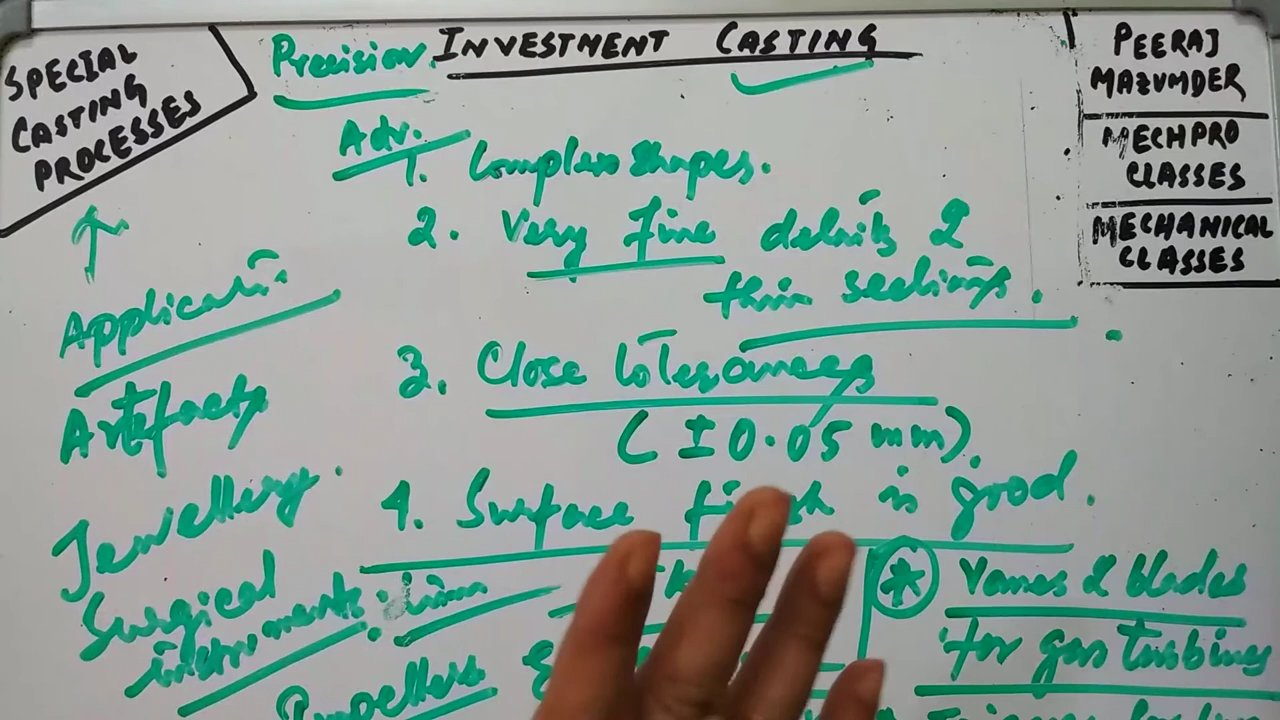 SPECIAL
CASTING
PROCESSES
Precision INVESTMENT CASTING
PEERAJ
MAZUMDER
MECHPRO
CLASSES
MECHANICAL
CLASSES
Adv.
1. Complex shapes.
2. Very fine details &
thin sections.
3. Close tolerances
(±0.05 mm).
4. Surface finish is good.
Applicati
Artefacts
Jewellery.
Surgical
instruments.
Propellers
* Vanes & blades
for gas turbines